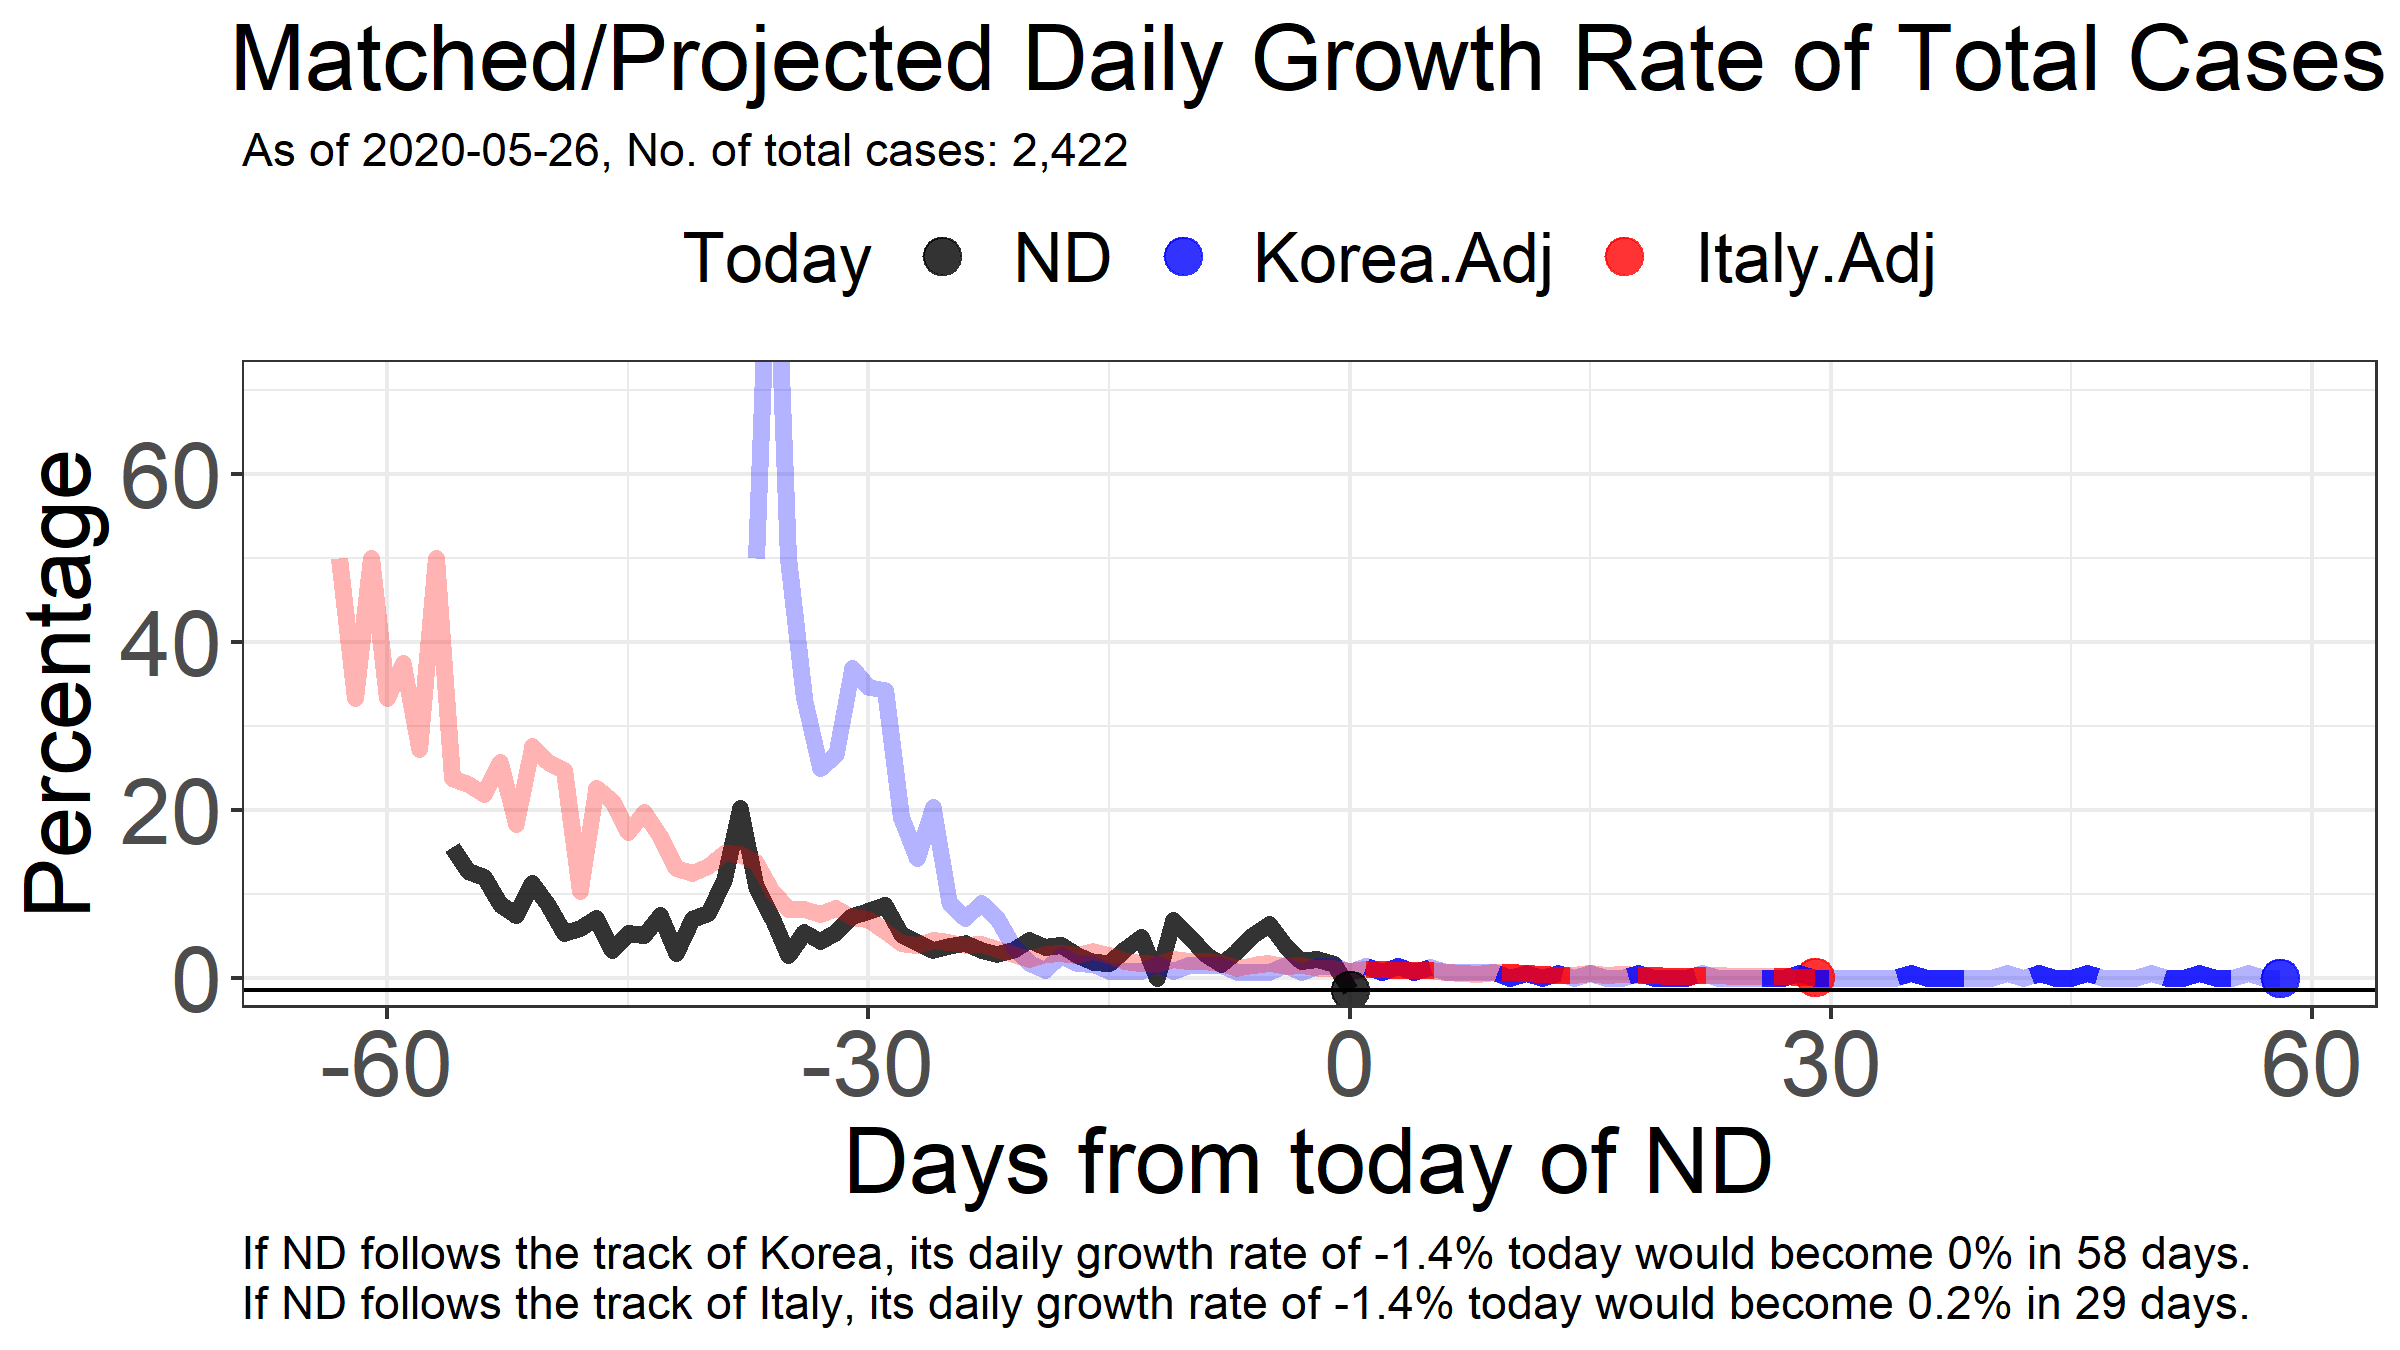 Matched/Projected Daily Growth Rate of Total Cases
As of 2020-05-26, No. of total cases: 2,422
Today ND Korea.Adj Italy.Adj
Percentage
60
40
20
0
-60 -30 0 30 60
Days from today of ND
If ND follows the track of Korea, its daily growth rate of -1.4% today would become 0% in 58 days.
If ND follows the track of Italy, its daily growth rate of -1.4% today would become 0.2% in 29 days.